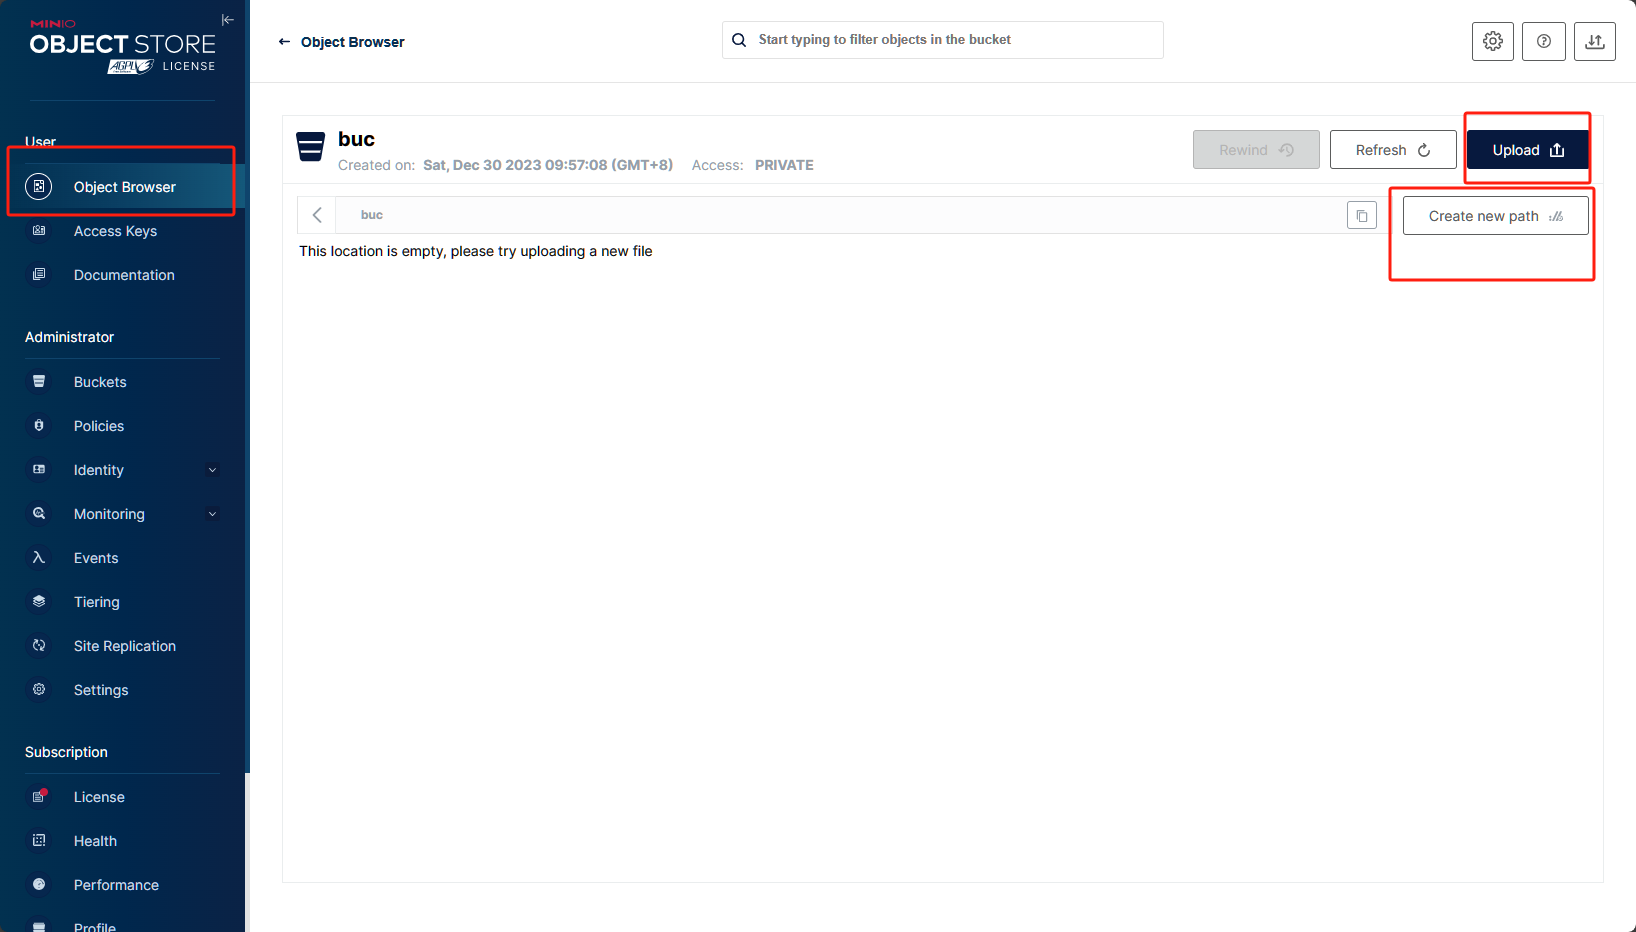 MINIO
OBJECT STORE
AGPLV3 LICENSE
Object Browser
Start typing to filter objects in the bucket
User
Object Browser
Access Keys
Documentation
Administrator
Buckets
Policies
Identity
Monitoring
Events
Tiering
Site Replication
Settings
Subscription
License
Health
Performance
Profile
buc
Created on: Sat, Dec 30 2023 09:57:08 (GMT+8) Access: PRIVATE
Rewind
Refresh
Upload
buc
Create new path
This location is empty, please try uploading a new file